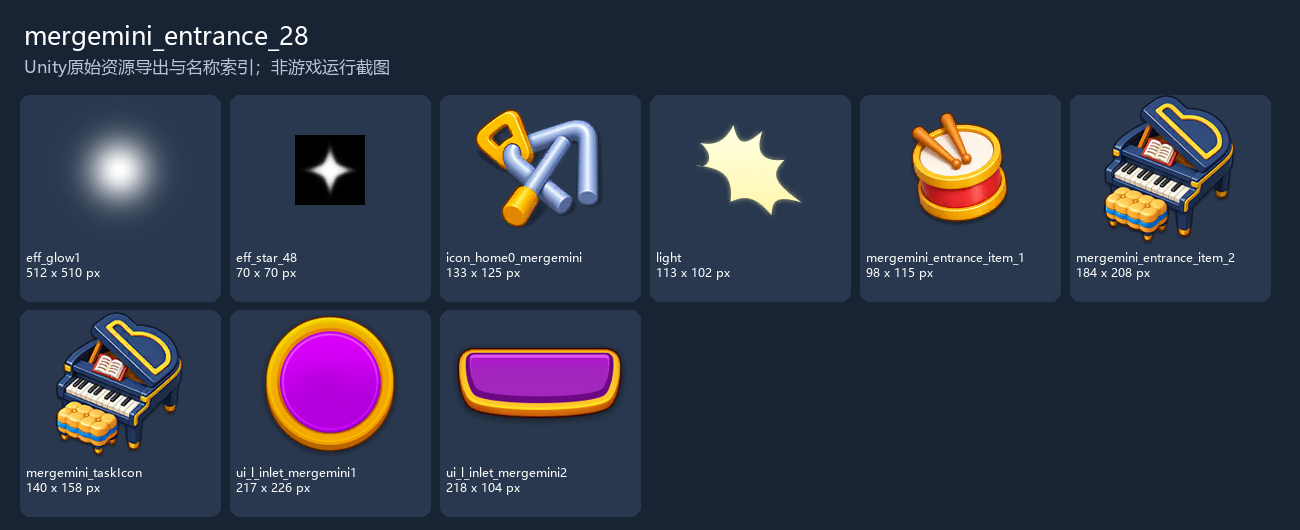 mergemini_entrance_28
Unity原始资源导出与名称索引；非游戏运行截图
eff_glow1
512 x 510 px
eff_star_48
70 x 70 px
icon_home0_mergemini
133 x 125 px
light
113 x 102 px
mergemini_entrance_item_1
98 x 115 px
mergemini_entrance_item_2
184 x 208 px
mergemini_taskIcon
140 x 158 px
ui_l_inlet_mergemini1
217 x 226 px
ui_l_inlet_mergemini2
218 x 104 px